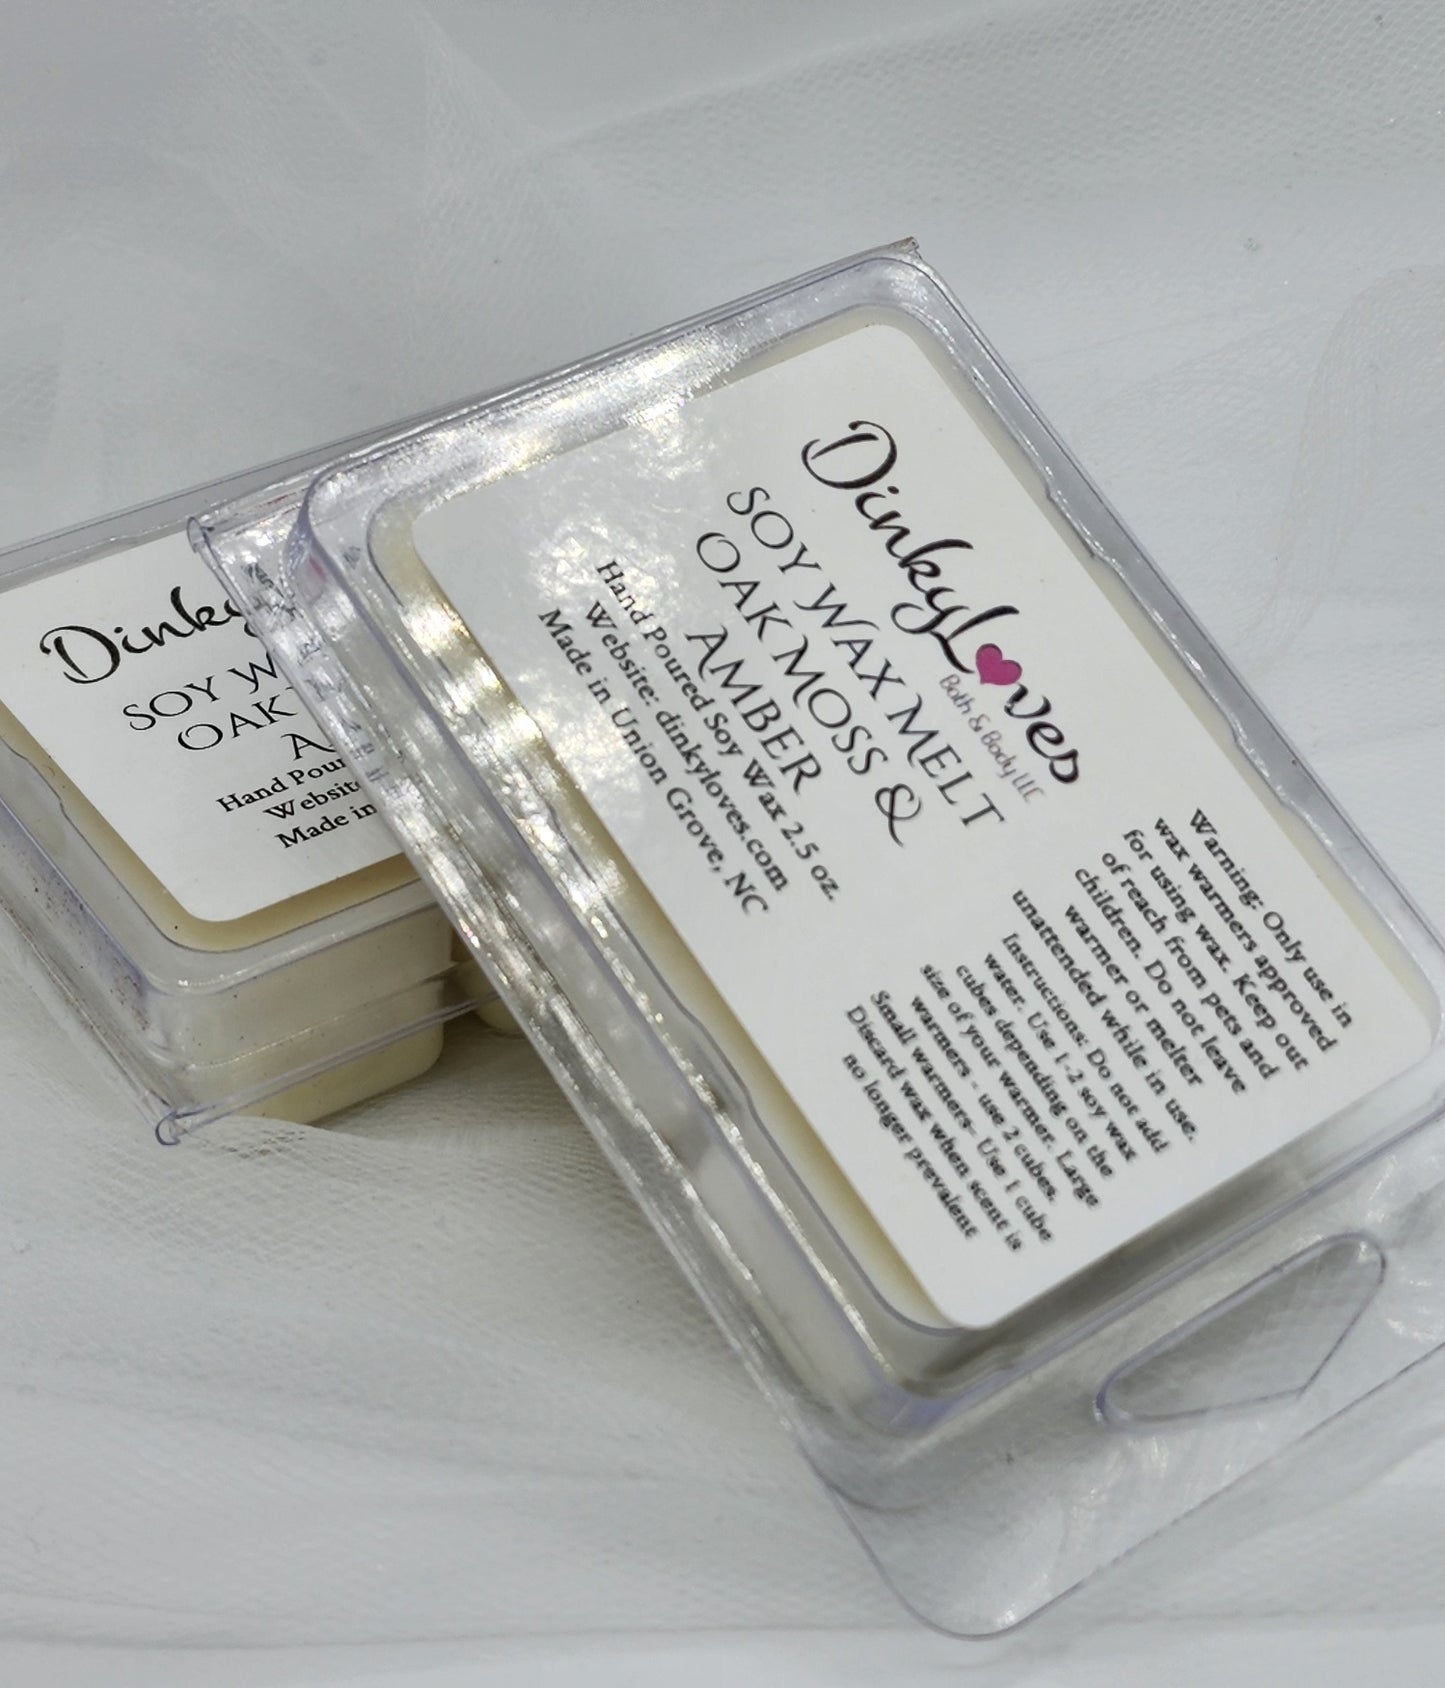 DinkyLoves
Bath & Body LLC
SOY WAX MELT
OAK MOSS &
AMBER
Hand Poured Soy Wax 2.5 oz.
Website: dinkyloves.com
Made in Union Grove, NC
Warning: Only use in
wax warmers approved
for using wax. Keep out
of reach from pets and
children. Do not leave
warmer or melter
unattended while in use.
Instructions: Do not add
water. Use 1-2 soy wax
cubes depending on the
size of your warmer. Large
warmers - use 2 cubes.
Small warmers- Use 1 cube
Discard wax when scent is
no longer prevalent
Dinky
SOY W
OAK
A
Hand Pour
Website
Made in